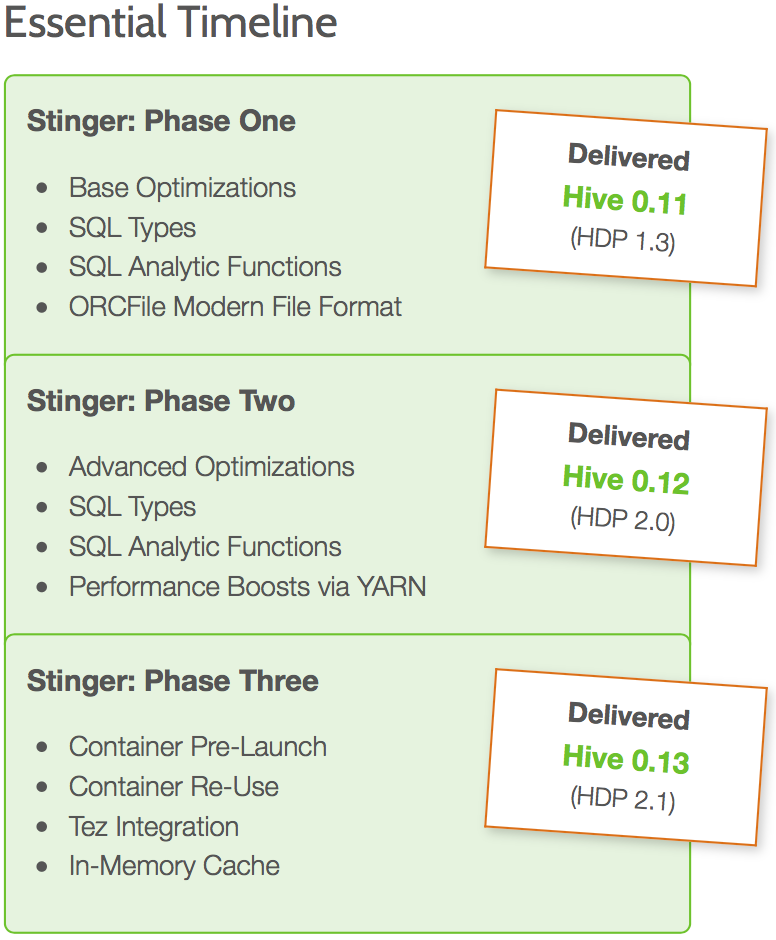 Essential Timeline
Stinger: Phase One
• Base Optimizations
• SQL Types
• SQL Analytic Functions
• ORCFile Modern File Format
Delivered
Hive 0.11
(HDP 1.3)
Stinger: Phase Two
• Advanced Optimizations
• SQL Types
• SQL Analytic Functions
• Performance Boosts via YARN
Delivered
Hive 0.12
(HDP 2.0)
Stinger: Phase Three
• Container Pre-Launch
• Container Re-Use
• Tez Integration
• In-Memory Cache
Delivered
Hive 0.13
(HDP 2.1)